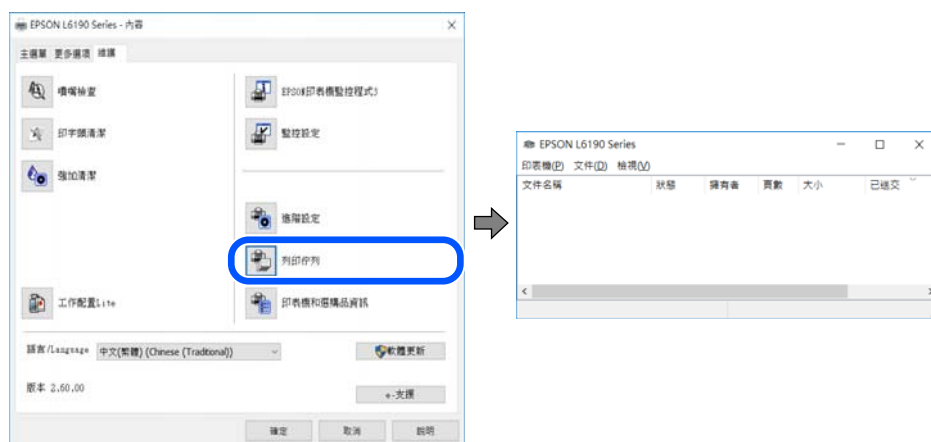 EPSON L6190 Series - 內容
主選單 更多選項 維護
噴嘴檢查
EPSON印表機監控程式3
印字頭清潔
監控設定
強加清潔
進階設定
列印佇列
工作配置Lite
印表機和選購品資訊
語言/Language 中文(繁體) (Chinese (Traditional))
軟體更新
版本 2.60.00
e-支援
確定 取消 說明
EPSON L6190 Series
印表機(P) 文件(D) 檢視(V)
文件名稱 狀態 擁有者 頁數 大小 已送交